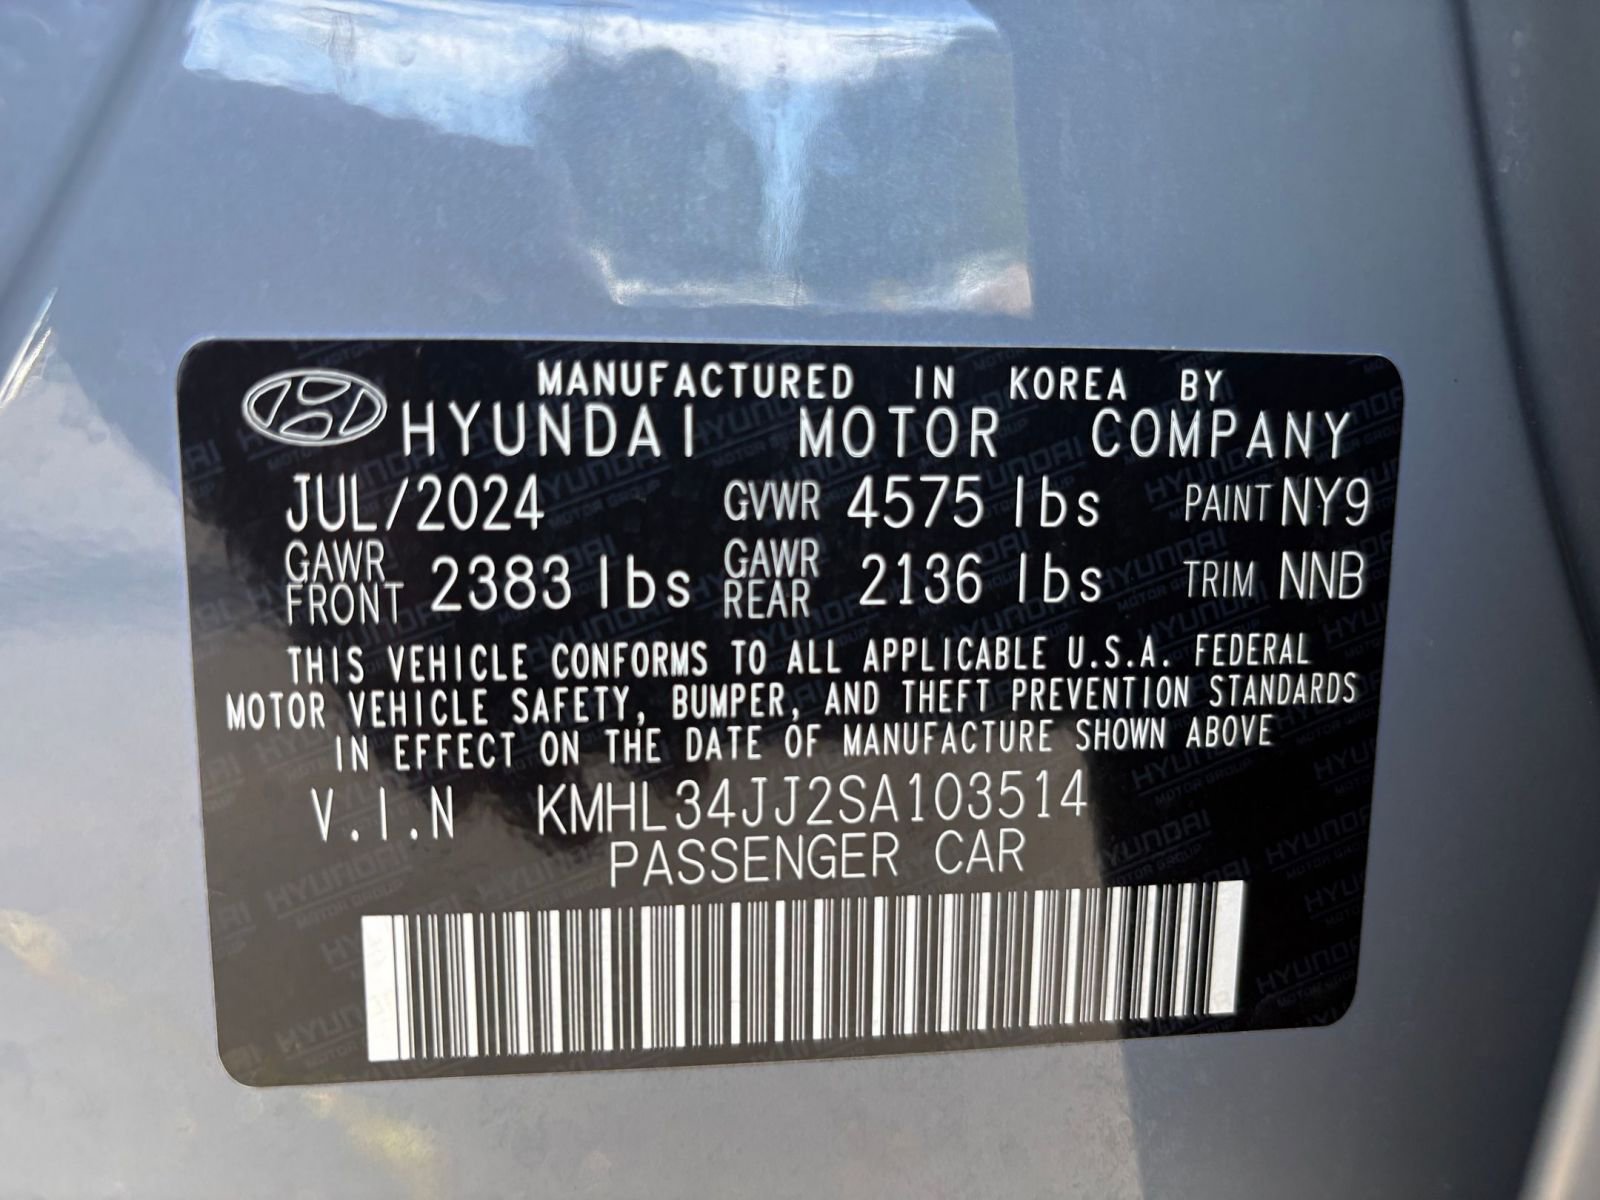 MANUFACTURED IN KOREA BY
HYUNDAI MOTOR COMPANY
JUL/2024 GVWR 4575 lbs PAINT NY9
GAWR FRONT 2383 lbs GAWR REAR 2136 lbs TRIM NNB
THIS VEHICLE CONFORMS TO ALL APPLICABLE U.S.A. FEDERAL
MOTOR VEHICLE SAFETY, BUMPER, AND THEFT PREVENTION STANDARDS
IN EFFECT ON THE DATE OF MANUFACTURE SHOWN ABOVE
V.I.N KMHL34JJ2SA103514
PASSENGER CAR